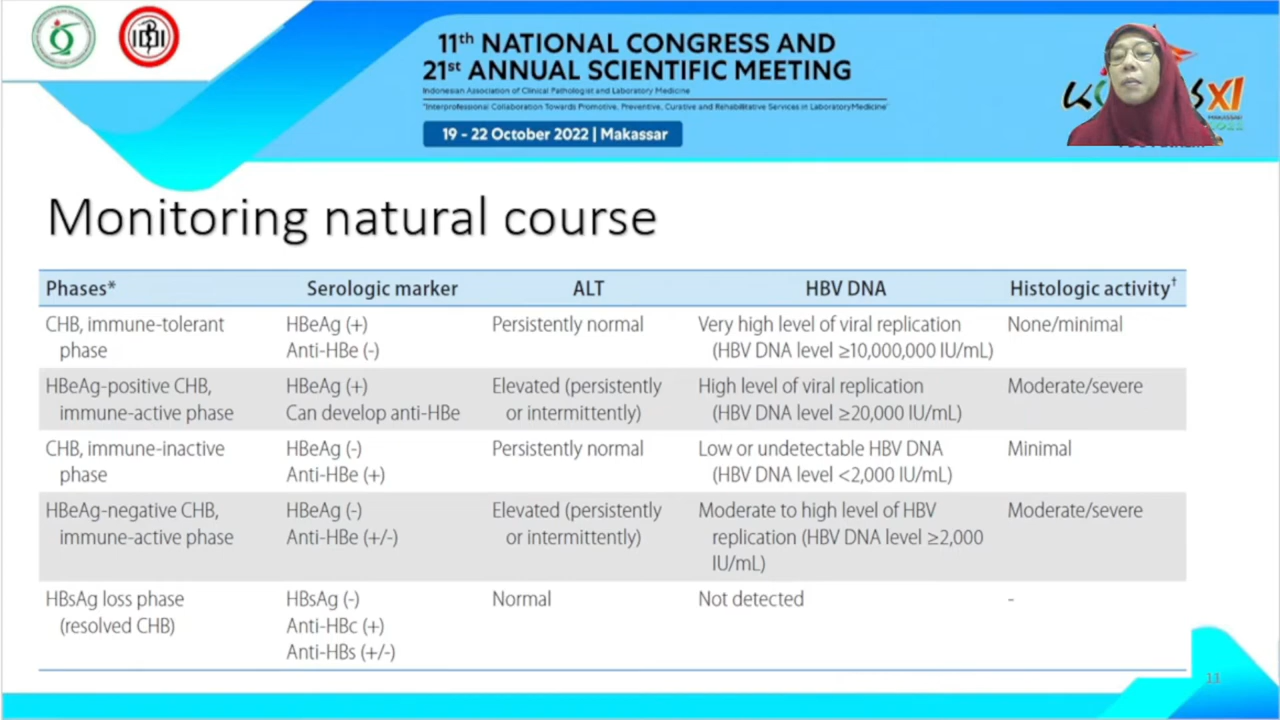 11th NATIONAL CONGRESS AND
21st ANNUAL SCIENTIFIC MEETING
Indonesian Association of Clinical Pathologist and Laboratory Medicine
"Interprofessional Collaboration Towards Promotive, Preventive, Curative and Rehabilitative Services in Laboratory Medicine"
19 - 22 October 2022 | Makassar
XI
MAKASSAR
Monitoring natural course
Phases* Serologic marker ALT HBV DNA Histologic activity†
CHB, immune-tolerant HBeAg (+) Persistently normal Very high level of viral replication None/minimal
phase Anti-HBe (-) (HBV DNA level ≥10,000,000 IU/mL)
HBeAg-positive CHB, HBeAg (+) Elevated (persistently High level of viral replication Moderate/severe
immune-active phase Can develop anti-HBe or intermittently) (HBV DNA level ≥20,000 IU/mL)
CHB, immune-inactive HBeAg (-) Persistently normal Low or undetectable HBV DNA Minimal
phase Anti-HBe (+) (HBV DNA level <2,000 IU/mL)
HBeAg-negative CHB, HBeAg (-) Elevated (persistently Moderate to high level of HBV Moderate/severe
immune-active phase Anti-HBe (+/-) or intermittently) replication (HBV DNA level ≥2,000
IU/mL)
HBsAg loss phase HBsAg (-) Normal Not detected -
(resolved CHB) Anti-HBc (+)
Anti-HBs (+/-)
11